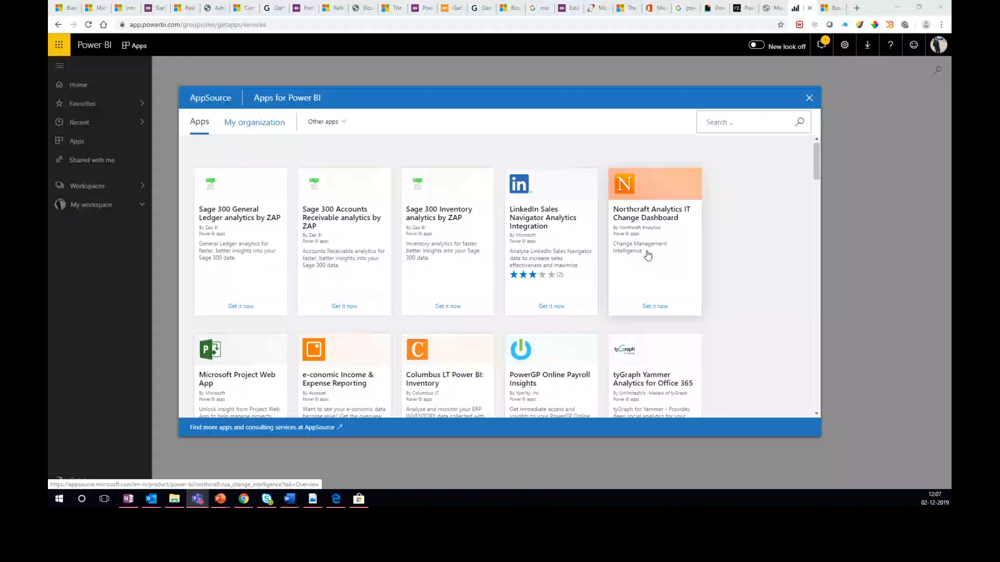 Bus
Mic
Intr
Gar
Rea
Ash
Curr
Gart
Forr
Rele
Bizz
The
Pow
Gar
Gar
Bro
mic
Esta
Mic
The
Mic
pov
Pow
Pow
Mic
Bus
app.powerbi.com/groups/me/getapps/services
Power BI
Apps
New look off
1
Home
Favorites
Recent
Apps
Shared with me
Workspaces
My workspace
AppSource
Apps for Power BI
Apps
My organization
Other apps
Search ...
sage
300
Sage 300 General
Ledger analytics by ZAP
By Zap BI
Power BI apps
General Ledger analytics for
faster, better insights into your
Sage 300 data.
Get it now
sage
300
Sage 300 Accounts
Receivable analytics by
ZAP
By Zap BI
Power BI apps
Accounts Receivable analytics for
faster, better insights into your
Sage 300 data.
Get it now
sage
300
Sage 300 Inventory
analytics by ZAP
By Zap BI
Power BI apps
Inventory analytics for faster,
better insights into your Sage
300 data.
Get it now
in
LinkedIn Sales
Navigator Analytics
Integration
By Microsoft
Power BI apps
Analyze LinkedIn Sales Navigator
data to increase sales
effectiveness and maximize
(2)
Get it now
N
Northcraft Analytics IT
Change Dashboard
By Northcraft Analytics
Power BI apps
Change Management
Intelligence
Get it now
P
Microsoft Project Web
App
By Microsoft
Power BI apps
Unlock insight from Project Web
App to help manage projects
e-conomic Income &
Expense Reporting
By Accobat
Power BI apps
Want to see your e-conomic data
become alive? Get the overview
C
Columbus LT Power BI:
Inventory
By Columbus LT
Power BI apps
Analyze and monitor your ERP
INVENTORY data collected with
PowerGP Online Payroll
Insights
By Njevity, Inc
Power BI apps
Get immediate access and
insights to your PowerGP Online
tyGraph
tyGraph Yammer
Analytics for Office 365
By UnlimitedViz -Makers of tyGraph
Power BI apps
tyGraph for Yammer - Provides
deep social analytics for your
Find more apps and consulting services at AppSource
https://appsource.microsoft.com/en-in/product/power-bi/northcraft.nca_change_intelligence?tab=Overview
12:07
02-12-2019